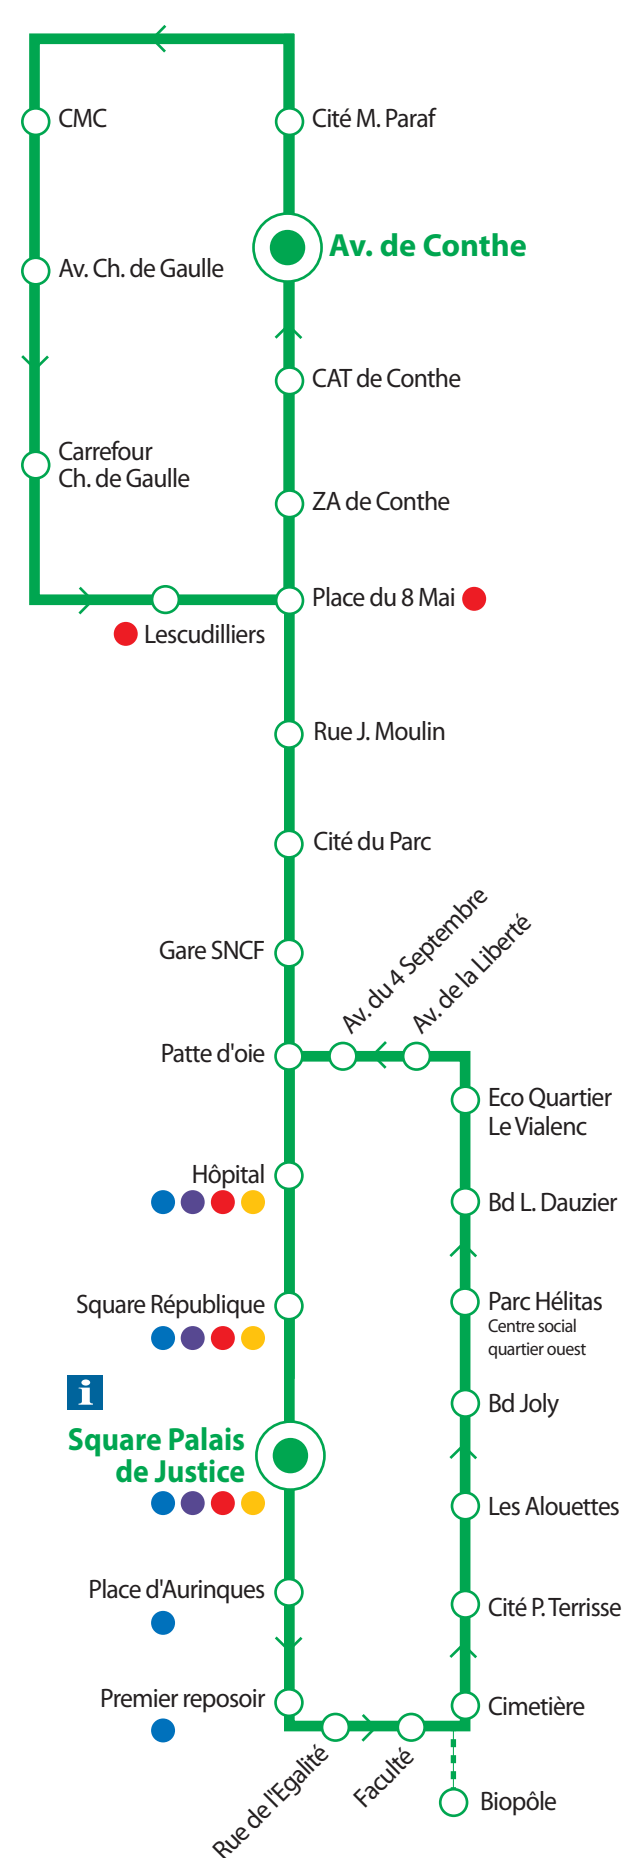 CMC
Cité M. Paraf
Av. de Conthe
Av. Ch. de Gaulle
CAT de Conthe
Carrefour
Ch. de Gaulle
ZA de Conthe
Place du 8 Mai
Lescudilliers
Rue J. Moulin
Cité du Parc
Gare SNCF
Av. du 4 Septembre
Av. de la Liberté
Patte d'oie
Eco Quartier
Le Vialenc
Hôpital
Bd L. Dauzier
Square République
Parc Hélitas
Centre social
quartier ouest
i
Bd Joly
Square Palais
de Justice
Les Alouettes
Place d'Aurinques
Cité P. Terrisse
Premier reposoir
Cimetière
Rue de l'Egalité
Faculté
Biopôle